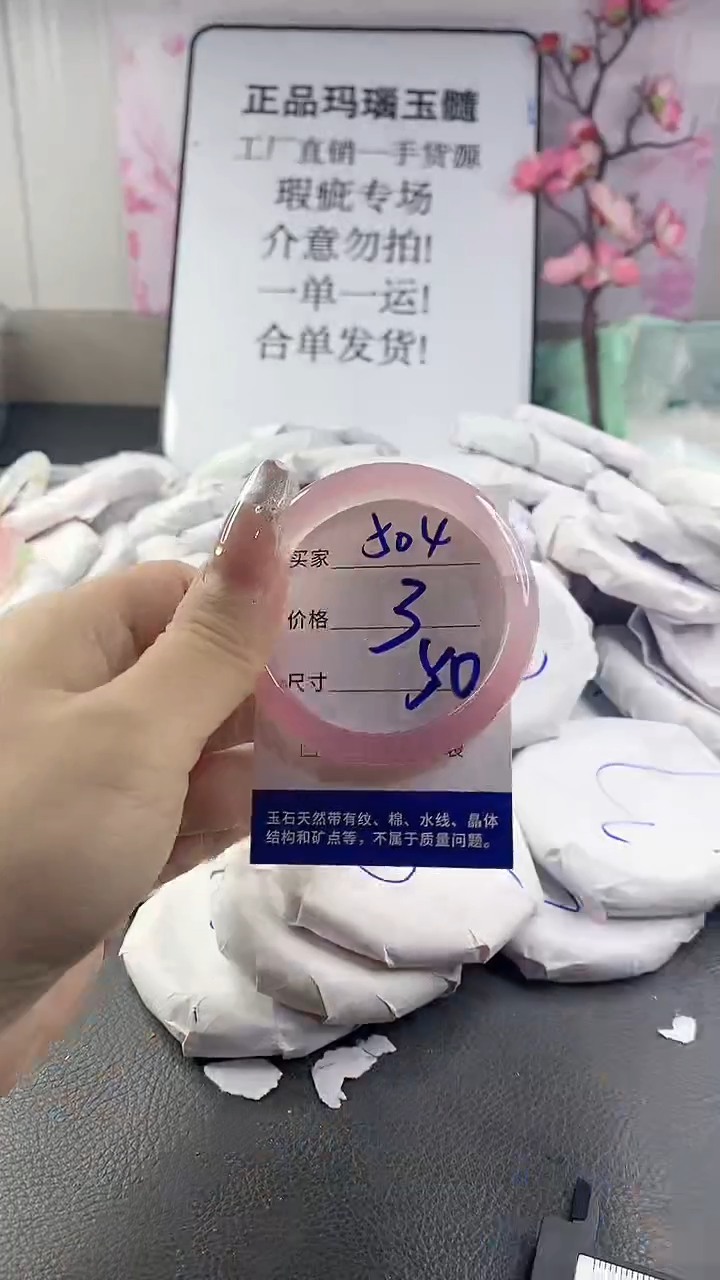 正品玛瑙玉髓
工厂直销一手货源
瑕疵专场
介意勿拍!
一单一运!
合单发货!
买家 504
价格 3
尺寸 50
玉石天然带有纹、棉、水线、晶体
结构和矿点等，不属于质量问题。